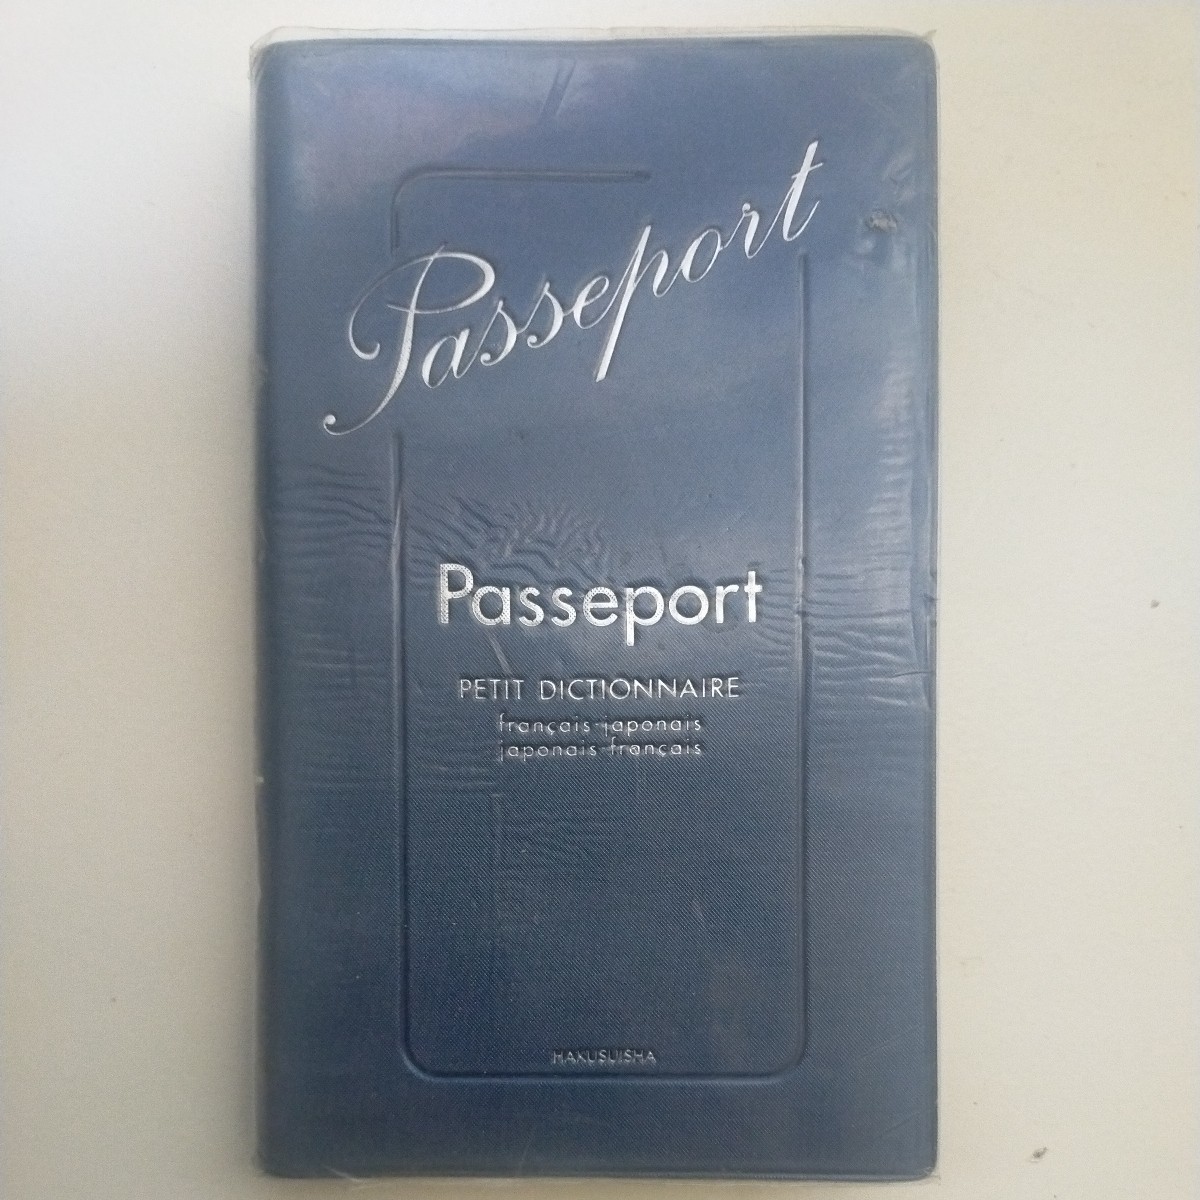 Passeport
Passeport
PETIT DICTIONNAIRE
français-japonais
japonais-français
HAKUSUISHA